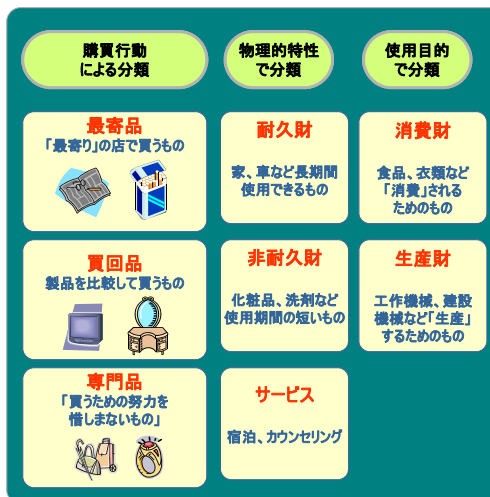 購買行動
による分類
物理的特性
で分類
使用目的
で分類
最寄品
「最寄り」の店で買うもの
耐久財
家、車など長期間
使用できるもの
消費財
食品、衣類など
「消費」される
ためのもの
買回品
製品を比較して買うもの
非耐久財
化粧品、洗剤など
使用期間の短いもの
生産財
工作機械、建設
機械など「生産」
するためのもの
専門品
「買うための努力を
惜しまないもの」
サービス
宿泊、カウンセリング